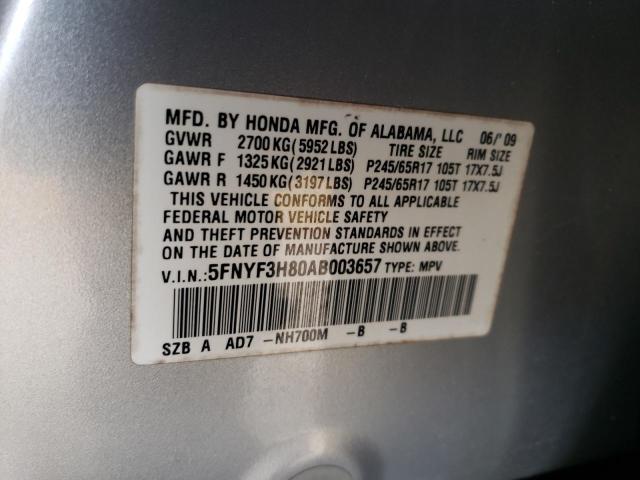 MFD. BY HONDA MFG. OF ALABAMA, LLC 06/'09
GVWR 2700 KG (5952 LBS) TIRE SIZE RIM SIZE
GAWR F 1325 KG (2921 LBS) P245/65R17 105T 17X7.5J
GAWR R 1450 KG (3197 LBS) P245/65R17 105T 17X7.5J
THIS VEHICLE CONFORMS TO ALL APPLICABLE
FEDERAL MOTOR VEHICLE SAFETY
AND THEFT PREVENTION STANDARDS IN EFFECT
ON THE DATE OF MANUFACTURE SHOWN ABOVE.
V.I.N.:5FNYF3H80AB003657 TYPE: MPV
SZB A AD7 -NH700M -B -B